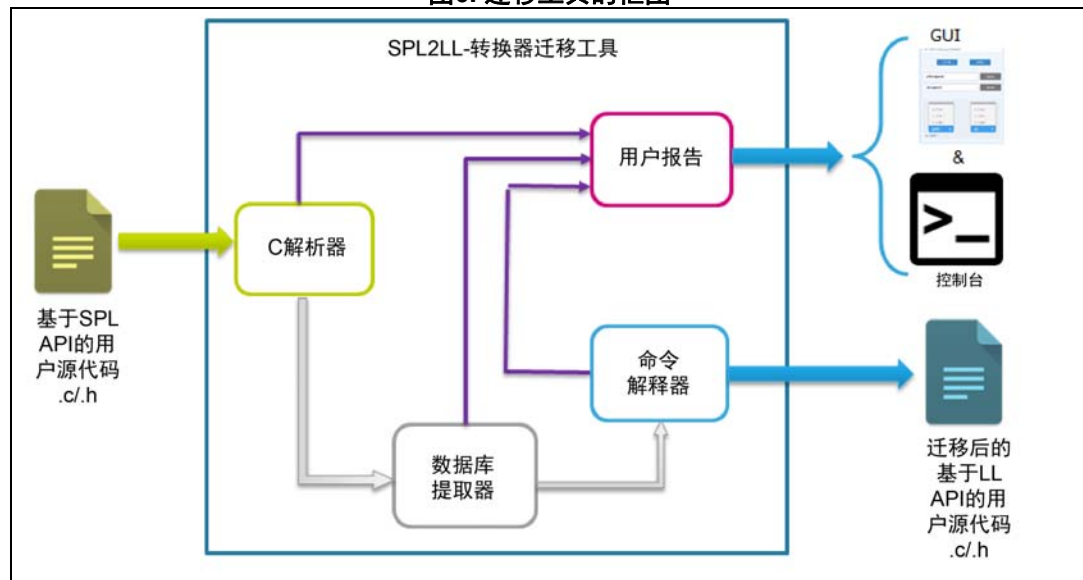 SPL2LL-转换器迁移工具
GUI
用户报告
&
C解析器
>_
控制台
基于SPL
API的用
户源代码
.c/.h
命令
解释器
数据库
提取器
迁移后的
基于LL
API的用
户源代码
.c/.h